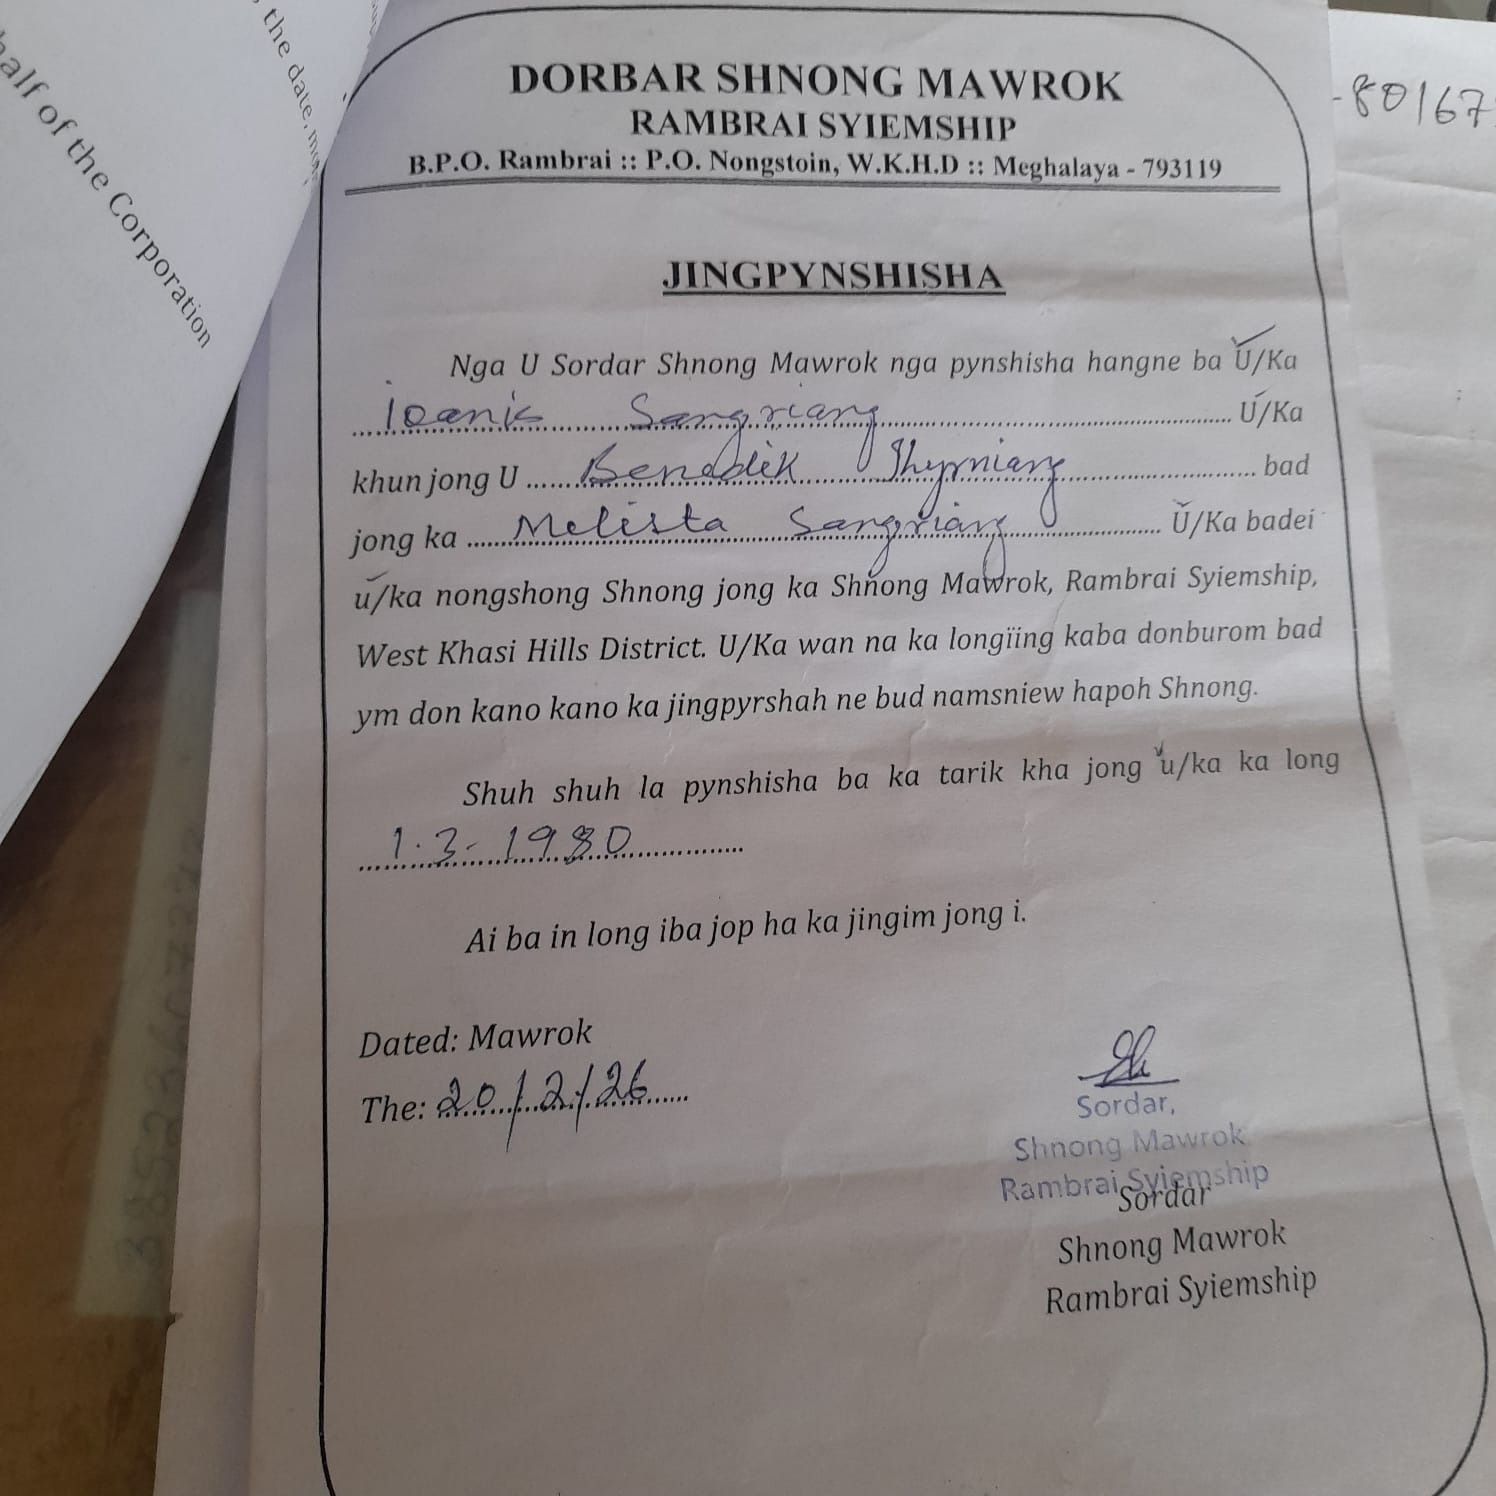 half of the Corporation
the date,
- 80167
DORBAR SHNONG MAWROK
RAMBRAI SYIEMSHIP
B.P.O. Rambrai :: P.O. Nongstoin, W.K.H.D :: Meghalaya - 793119
JINGPYNSHISHA
Nga U Sordar Shnong Mawrok nga pynshisha hangne ba U/Ka
Ioanis Sangriang U/Ka
khun jong U Benedik Thyrniang bad
jong ka Melista Sangriang U/Ka badei
u/ka nongshong Shnong jong ka Shnong Mawrok, Rambrai Syiemship,
West Khasi Hills District. U/Ka wan na ka longïing kaba donburom bad
ym don kano kano ka jingpyrshah ne bud namsniew hapoh Shnong.
Shuh shuh la pynshisha ba ka tarik kha jong u/ka ka long
1.3-1980
Ai ba in long iba jop ha ka jingim jong i.
Dated: Mawrok
The: 20/2/26
Sordar,
Shnong Mawrok
Rambrai Syiemship
Sordar
Shnong Mawrok
Rambrai Syiemship